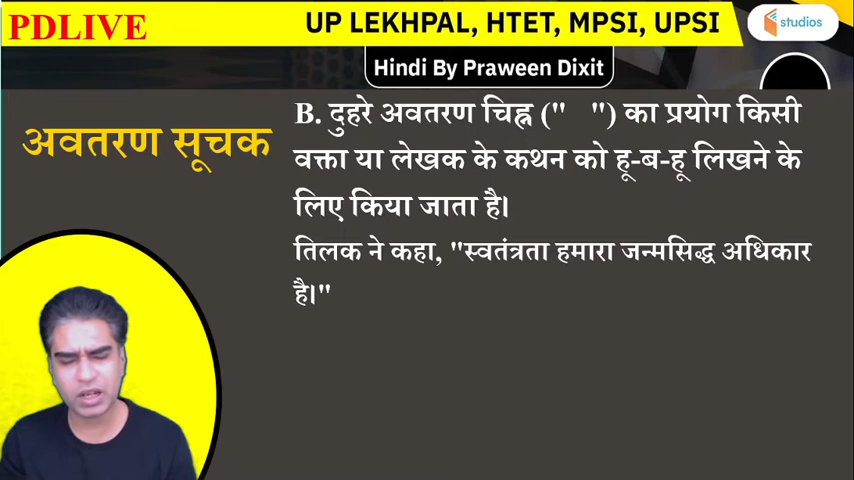 PDLIVE
UP LEKHPAL, HTET, MPSI, UPSI
studios
Hindi By Praween Dixit
अवतरण सूचक
B. दुहरे अवतरण चिह्न (" ") का प्रयोग किसी
वक्ता या लेखक के कथन को हू-ब-हू लिखने के
लिए किया जाता है।
तिलक ने कहा, "स्वतंत्रता हमारा जन्मसिद्ध अधिकार
है।"